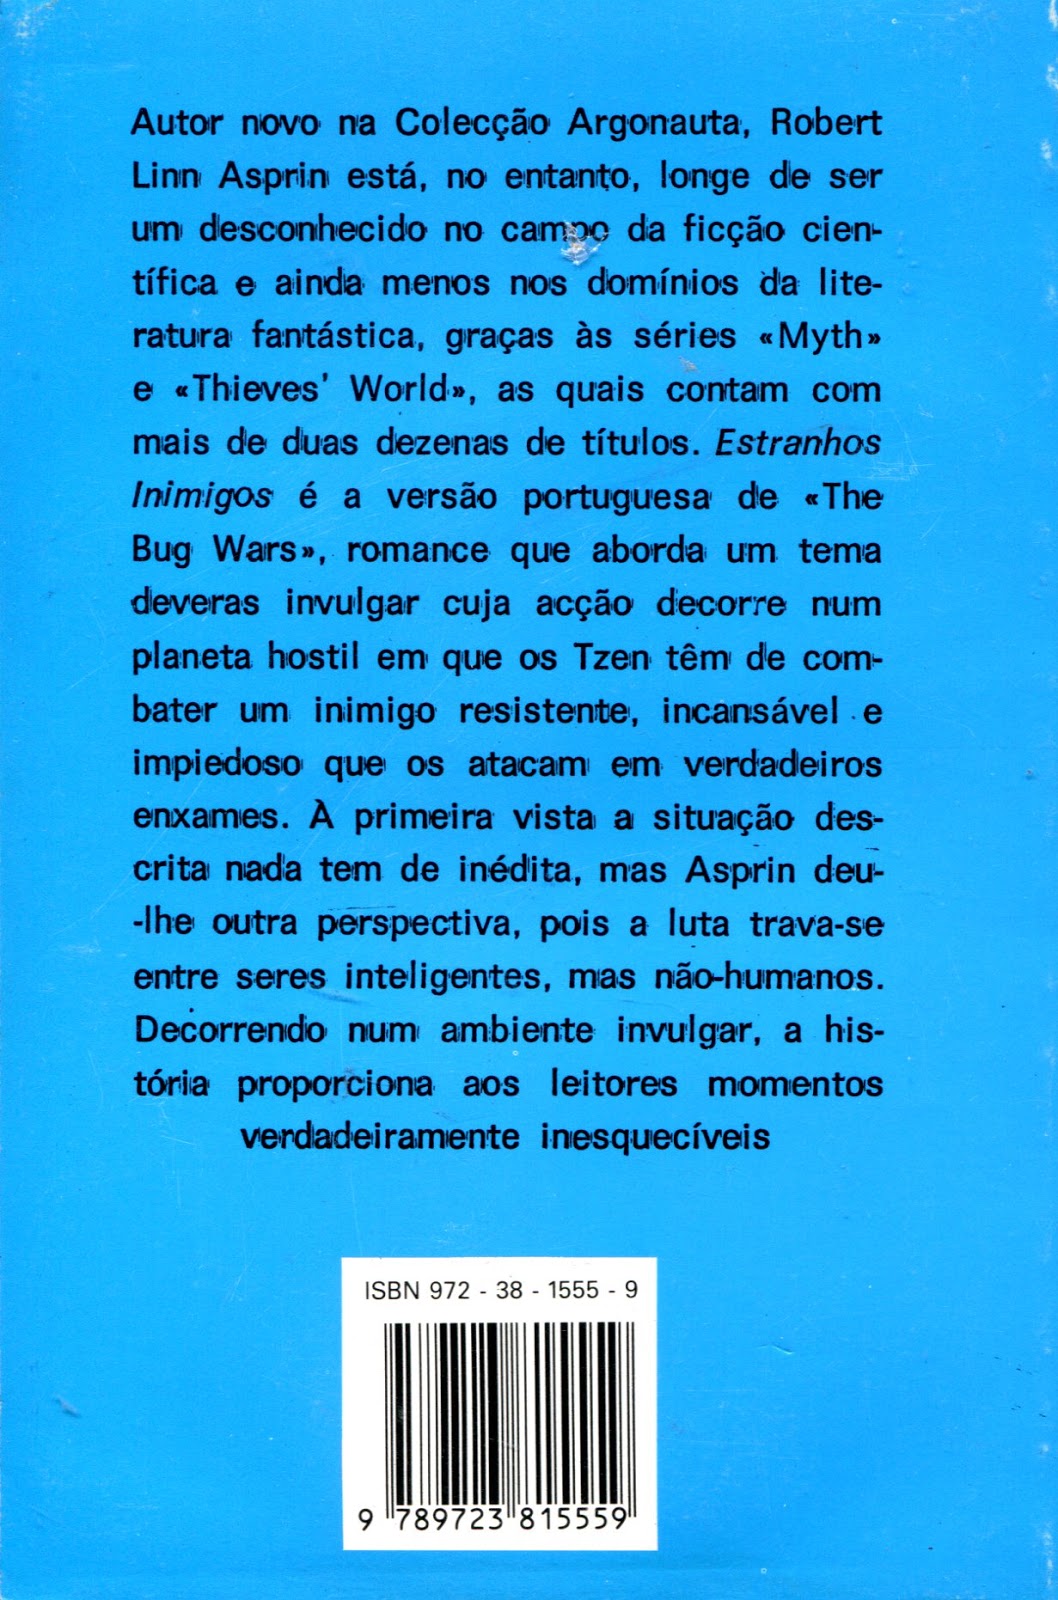 Autor novo na Colecção Argonauta, Robert
Linn Asprin está, no entanto, longe de ser
um desconhecido no campo da ficção cien-
tífica e ainda menos nos domínios da lite-
ratura fantástica, graças às séries «Myth»
e «Thieves' World», as quais contam com
mais de duas dezenas de títulos. Estranhos
Inimigos é a versão portuguesa de «The
Bug Wars», romance que aborda um tema
deveras invulgar cuja acção decorre num
planeta hostil em que os Tzen têm de com-
bater um inimigo resistente, incansável e
impiedoso que os atacam em verdadeiros
enxames. À primeira vista a situação des-
crita nada tem de inédita, mas Asprin deu-
-lhe outra perspectiva, pois a luta trava-se
entre seres inteligentes, mas não-humanos.
Decorrendo num ambiente invulgar, a his-
tória proporciona aos leitores momentos
verdadeiramente inesquecíveis
ISBN 972 - 38 - 1555 - 9
9 789723 815559